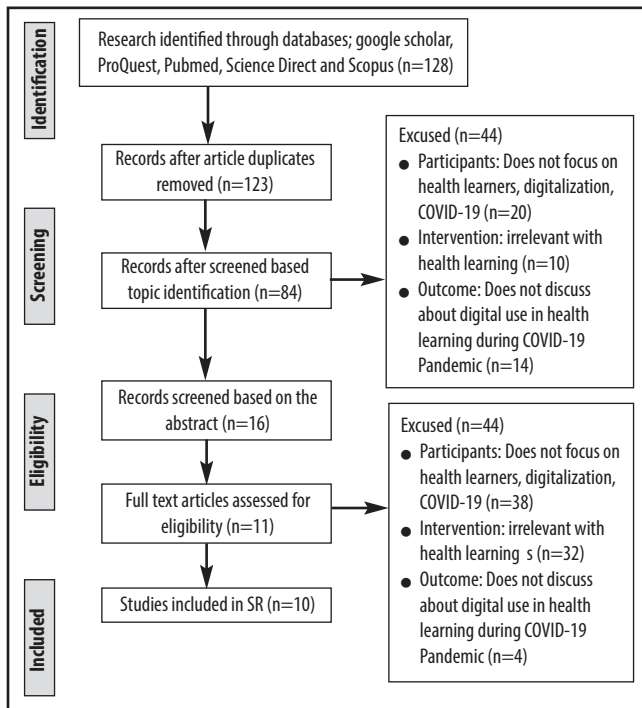 Identification
Research identified through databases; google scholar,
ProQuest, Pubmed, Science Direct and Scopus (n=128)
Records after article duplicates
removed (n=123)
Screening
Records after screened based
topic identification (n=84)
Excused (n=44)
● Participants: Does not focus on
health learners, digitalization,
COVID-19 (n=20)
● Intervention: irrelevant with
health learning (n=10)
● Outcome: Does not discuss
about digital use in health
learning during COVID-19
Pandemic (n=14)
Eligibility
Records screened based on the
abstract (n=16)
Full text articles assessed for
eligibility (n=11)
Excused (n=44)
● Participants: Does not focus on
health learners, digitalization,
COVID-19 (n=38)
● Intervention: irrelevant with
health learning s (n=32)
● Outcome: Does not discuss
about digital use in health
learning during COVID-19
Pandemic (n=4)
Included
Studies included in SR (n=10)